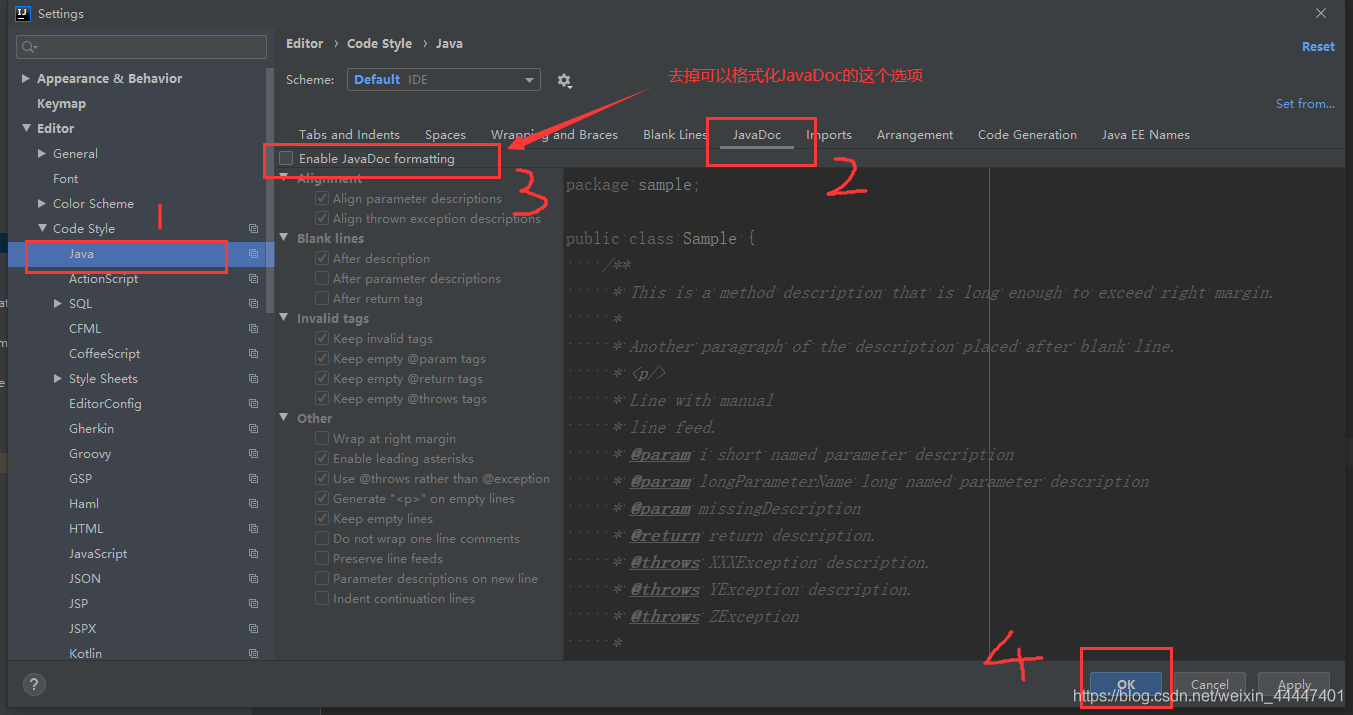 Settings
Editor › Code Style › Java
Reset
Scheme: Default IDE
去掉可以格式化JavaDoc的这个选项
Set from...
Tabs and Indents Spaces Wrapping and Braces Blank Lines JavaDoc Imports Arrangement Code Generation Java EE Names
Appearance & Behavior
Keymap
Editor
General
Font
Color Scheme
Code Style
1
Java
ActionScript
SQL
CFML
CoffeeScript
Style Sheets
EditorConfig
Gherkin
Groovy
GSP
Haml
HTML
JavaScript
JSON
JSP
JSPX
Kotlin
Enable JavaDoc formatting
3
2
Alignment
Align parameter descriptions
Align thrown exception descriptions
Blank lines
After description
After parameter descriptions
After return tag
Invalid tags
Keep invalid tags
Keep empty @param tags
Keep empty @return tags
Keep empty @throws tags
Other
Wrap at right margin
Enable leading asterisks
Use @throws rather than @exception
Generate "<p>" on empty lines
Keep empty lines
Do not wrap one line comments
Preserve line feeds
Parameter descriptions on new line
Indent continuation lines
package sample;
public class Sample {
/**
* This is a method description that is long enough to exceed right margin.
*
* Another paragraph of the description placed after blank line.
* <p/>
* Line with manual
* line feed.
* @param i short named parameter description
* @param longParameterName long named parameter description
* @param missingDescription
* @return return description.
* @throws XXXException description.
* @throws YException description.
* @throws ZException
*
4
?
OK Cancel Apply
https://blog.csdn.net/weixin_44447401